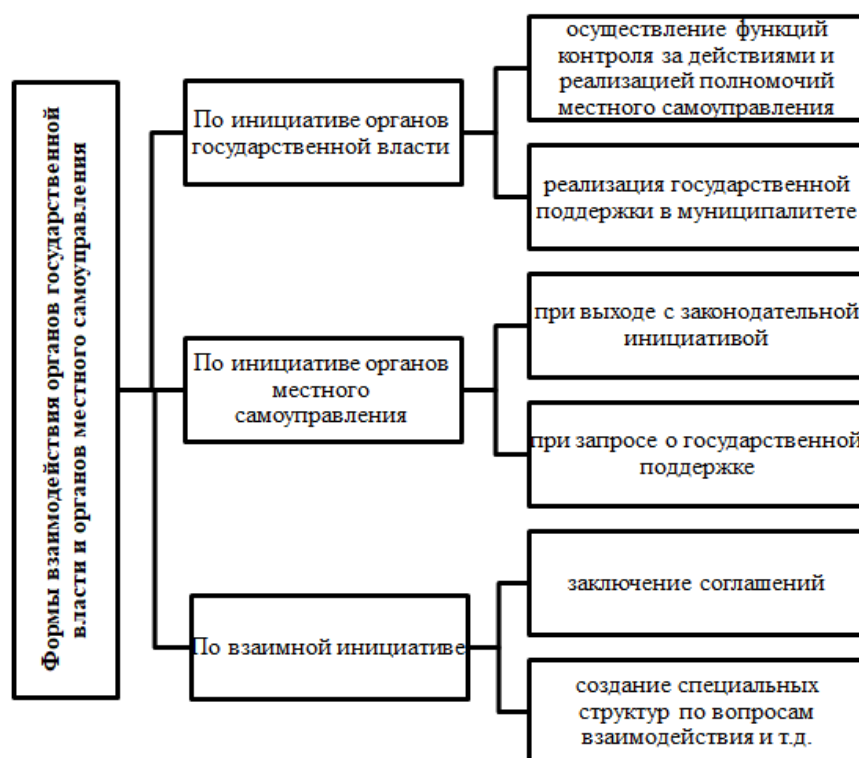 Формы взаимодействия органов государственной
власти и органов местного самоуправления
По инициативе органов
государственной власти
осуществление функций
контроля за действиями и
реализацией полномочий
местного самоуправления
реализация государственной
поддержки в муниципалитете
По инициативе органов
местного
самоуправления
при выходе с законодательной
инициативой
при запросе о государственной
поддержке
По взаимной инициативе
заключение соглашений
создание специальных
структур по вопросам
взаимодействия и т.д.